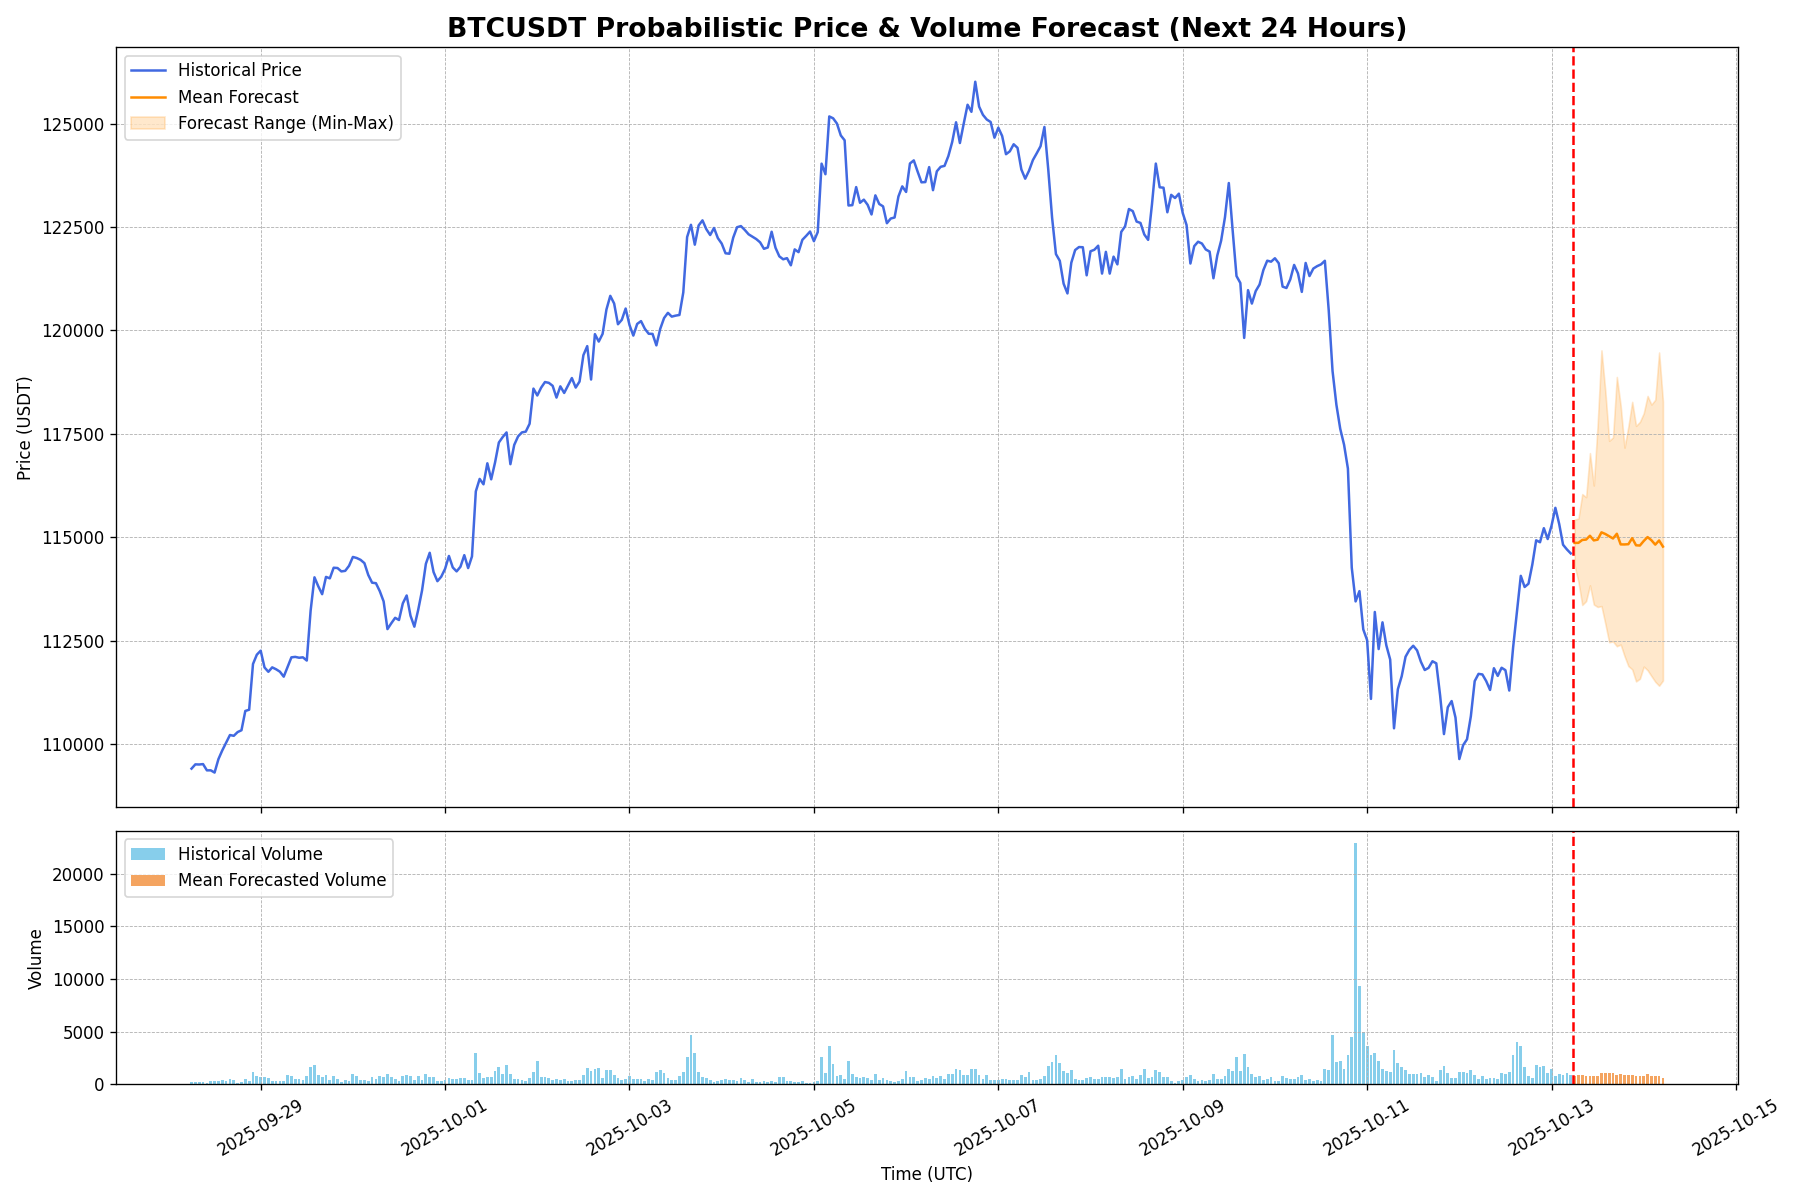 BTCUSDT Probabilistic Price & Volume Forecast (Next 24 Hours)
Historical Price
Mean Forecast
Forecast Range (Min-Max)
Price (USDT)
125000
122500
120000
117500
115000
112500
110000
Historical Volume
Mean Forecasted Volume
Volume
20000
15000
10000
5000
0
2025-09-29
2025-10-01
2025-10-03
2025-10-05
2025-10-07
2025-10-09
2025-10-11
2025-10-13
2025-10-15
Time (UTC)